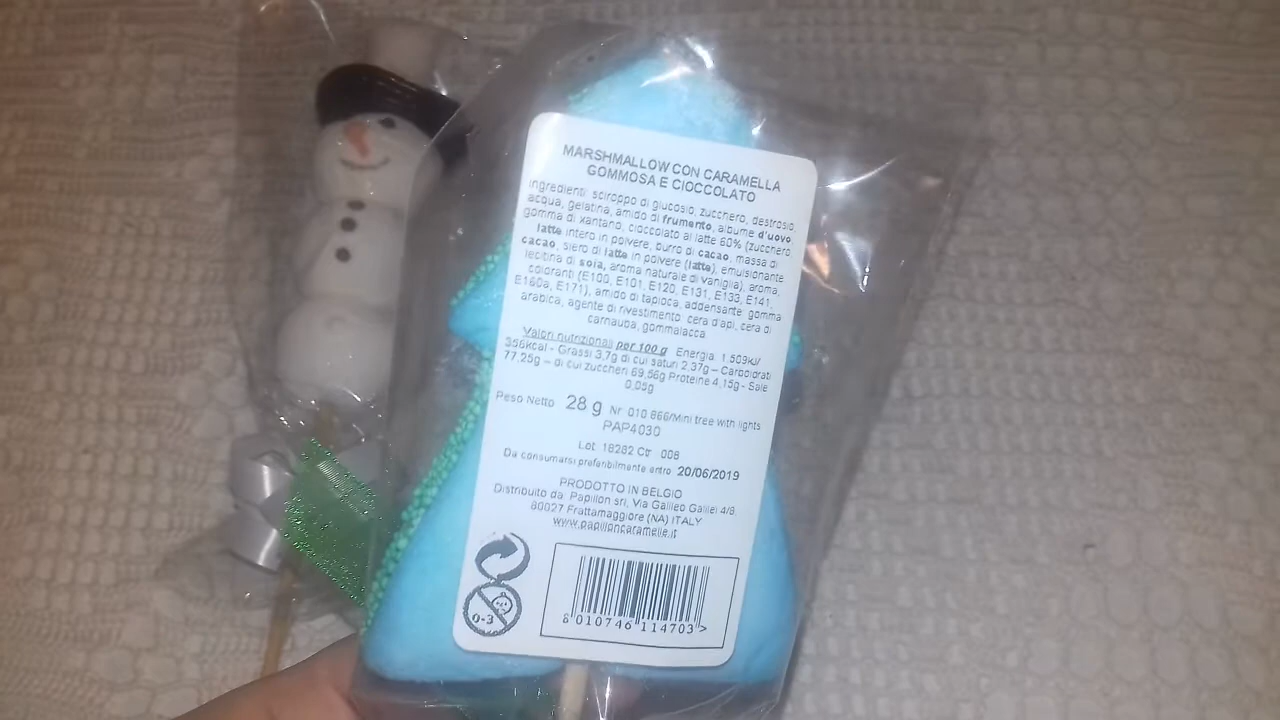 MARSHMALLOW CON CARAMELLA
GOMMOSA E CIOCCOLATO
Ingredienti: sciroppo di glucosio, zucchero, destrosio,
acqua, gelatina, amido di frumento, albume d'uovo
gomma di xantano, cioccolato al latte 60% (zucchero,
latte intero in polvere, burro di cacao, massa di
cacao, siero di latte in polvere (latte), emulsionante
lecitina di soia, aroma naturale di vaniglia), aroma,
coloranti (E100, E101, E120, E131, E133, E141,
E160a, E171), amido di tapioca, addensante: gomma
arabica, agente di rivestimento: cera d'api, cera di
carnauba, gommalacca
Valori nutrizionali per 100 g Energia 1.509kJ/
356kcal - Grassi 3,7g di cui saturi 2,37g – Carboidrati
77,25g – di cui zuccheri 69,56g Proteine 4,15g - Sale
0,05g
Peso Netto 28 g Nr 010 866/Mini tree with lights
PAP4030
Lot 18282 Ctr 008
Da consumarsi preferibilmente entro 20/06/2019
PRODOTTO IN BELGIO
Distribuito da: Papillon srl, Via Galileo Galilei 4/8,
80027 Frattamaggiore (NA) ITALY
www.papilloncaramelle.it
0-3
8 010746 114703 >